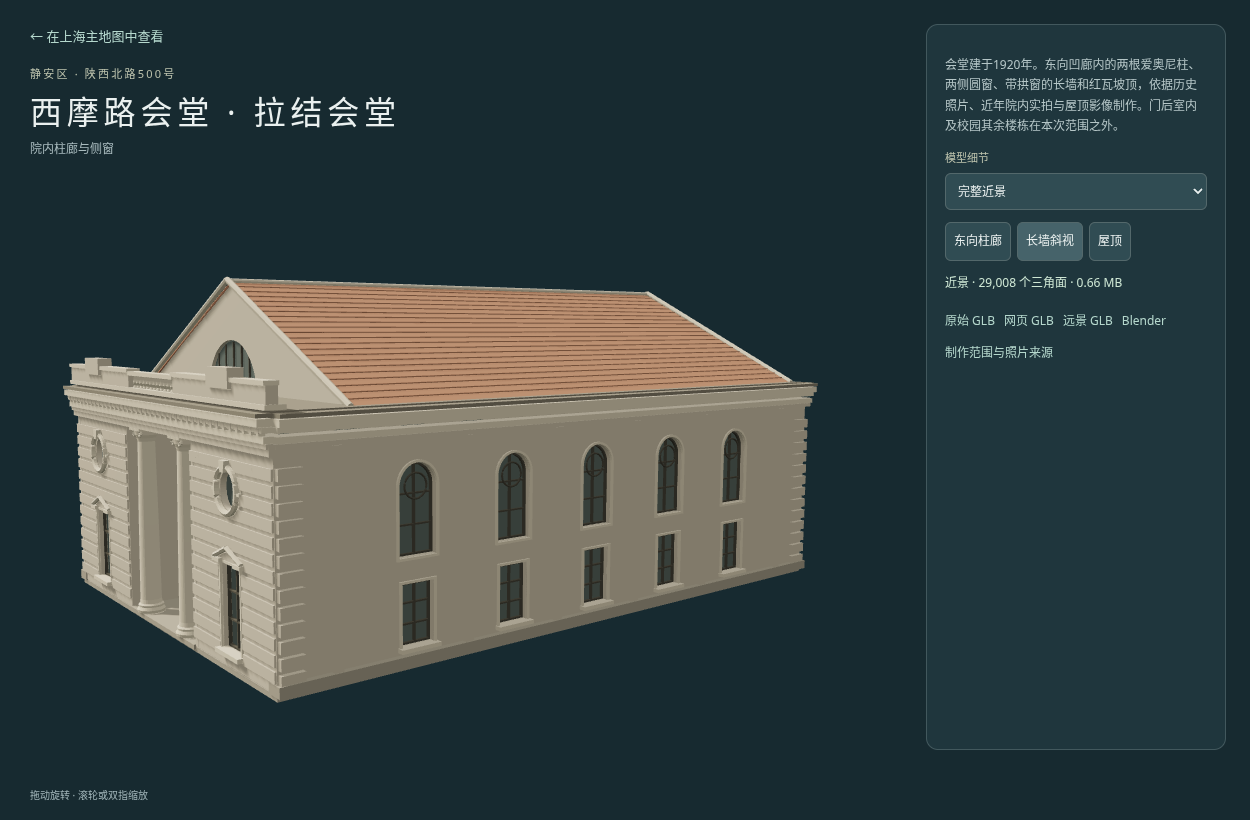 ← 在上海主地图中查看
静安区 · 陕西北路500号
西摩路会堂 · 拉结会堂
院内柱廊与侧窗
会堂建于1920年。东向凹廊内的两根爱奥尼柱、
两侧圆窗、带拱窗的长墙和红瓦坡顶，依据历史
照片、近年院内实拍与屋顶影像制作。门后室内
及校园其余楼栋在本次范围之外。
模型细节
完整近景
东向柱廊 长墙斜视 屋顶
近景 · 29,008 个三角面 · 0.66 MB
原始 GLB 网页 GLB 远景 GLB Blender
制作范围与照片来源
拖动旋转 · 滚轮或双指缩放